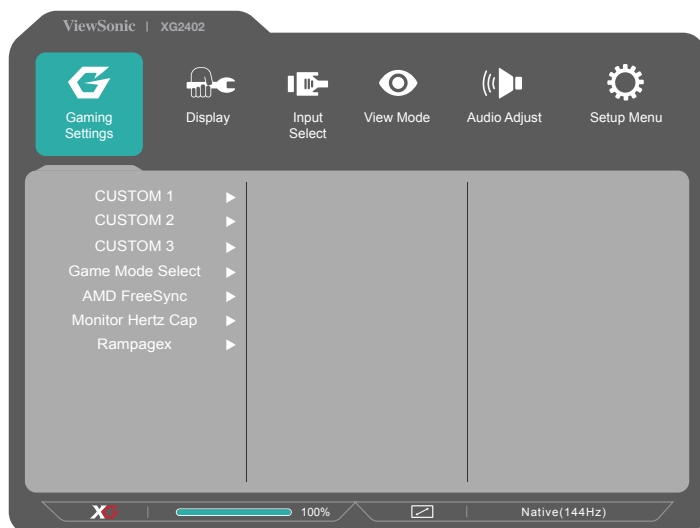 ViewSonic | XG2402
Gaming Settings
Display
Input Select
View Mode
Audio Adjust
Setup Menu
CUSTOM 1
CUSTOM 2
CUSTOM 3
Game Mode Select
AMD FreeSync
Monitor Hertz Cap
Rampagex
XG | 100% | Native(144Hz)